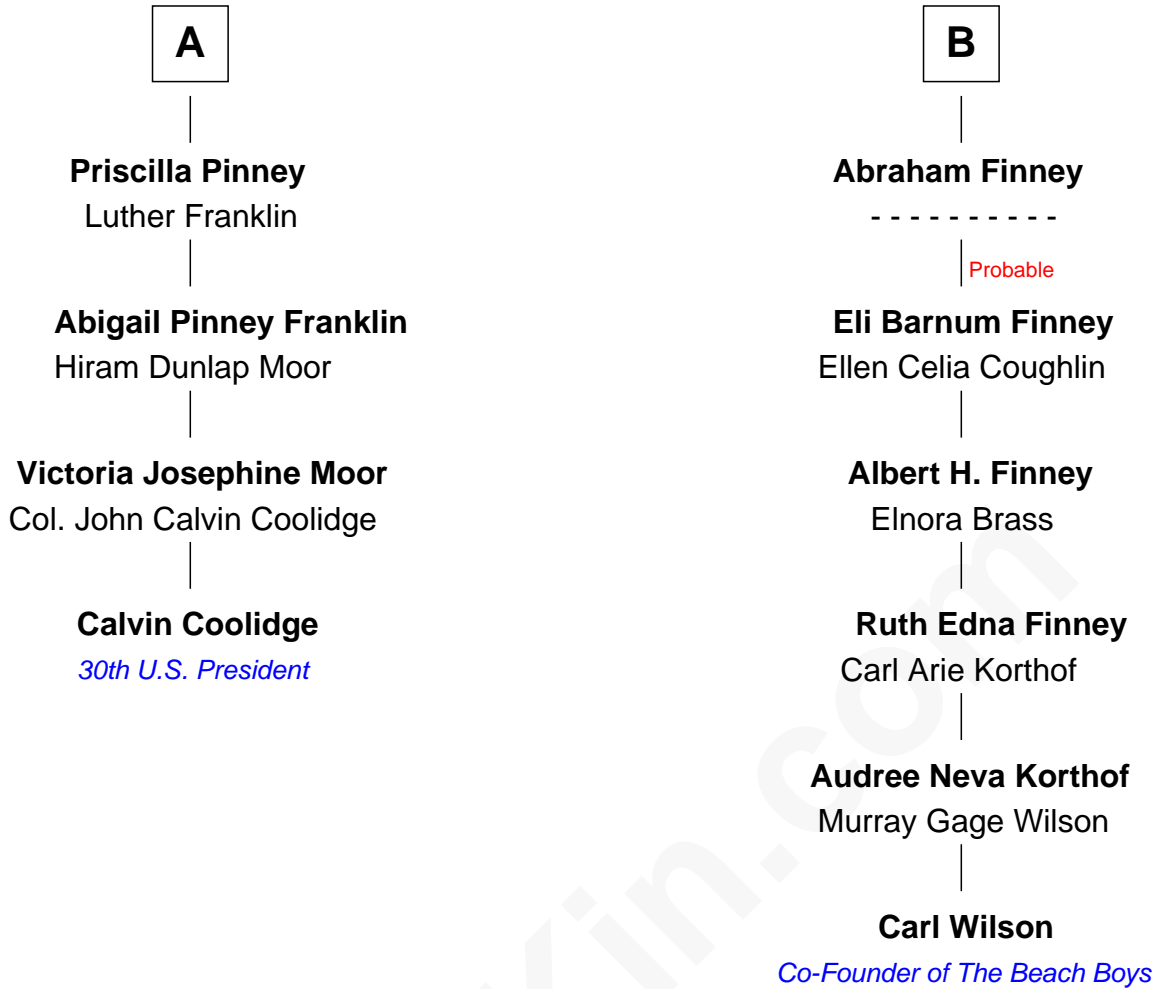 A
Priscilla Pinney
Luther Franklin
Abigail Pinney Franklin
Hiram Dunlap Moor
Victoria Josephine Moor
Col. John Calvin Coolidge
Calvin Coolidge
30th U.S. President
B
Abraham Finney
- - - - - - - - - -
Probable
Eli Barnum Finney
Ellen Celia Coughlin
Albert H. Finney
Elnora Brass
Ruth Edna Finney
Carl Arie Korthof
Audree Neva Korthof
Murray Gage Wilson
Carl Wilson
Co-Founder of The Beach Boys